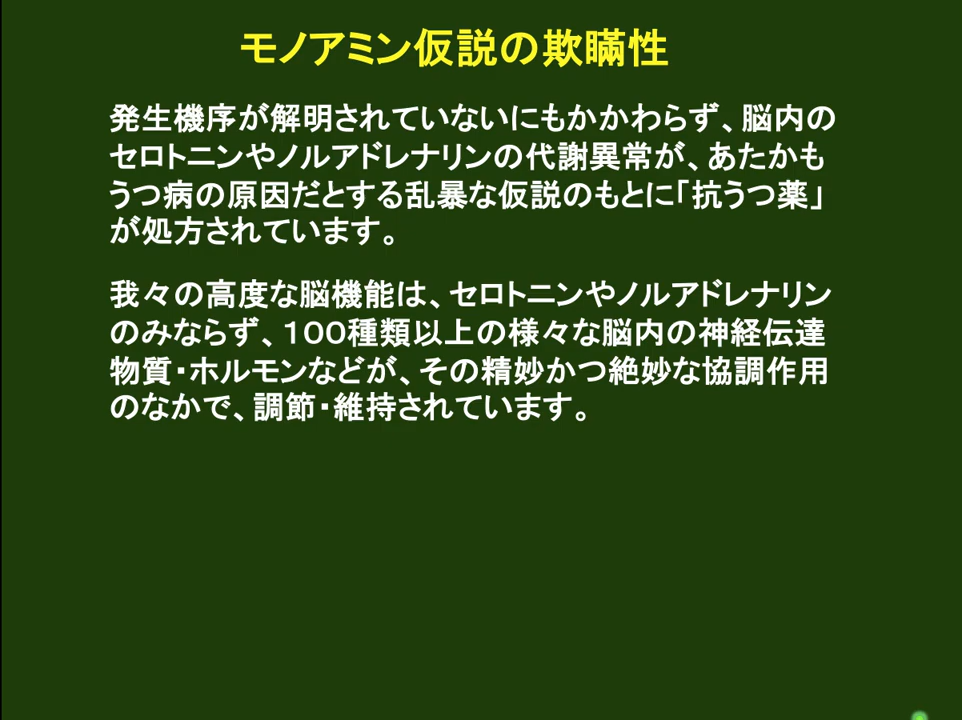 モノアミン仮説の欺瞞性
発生機序が解明されていないにもかかわらず、脳内の
セロトニンやノルアドレナリンの代謝異常が、あたかも
うつ病の原因だとする乱暴な仮説のもとに「抗うつ薬」
が処方されています。
我々の高度な脳機能は、セロトニンやノルアドレナリン
のみならず、１００種類以上の様々な脳内の神経伝達
物質・ホルモンなどが、その精妙かつ絶妙な協調作用
のなかで、調節・維持されています。